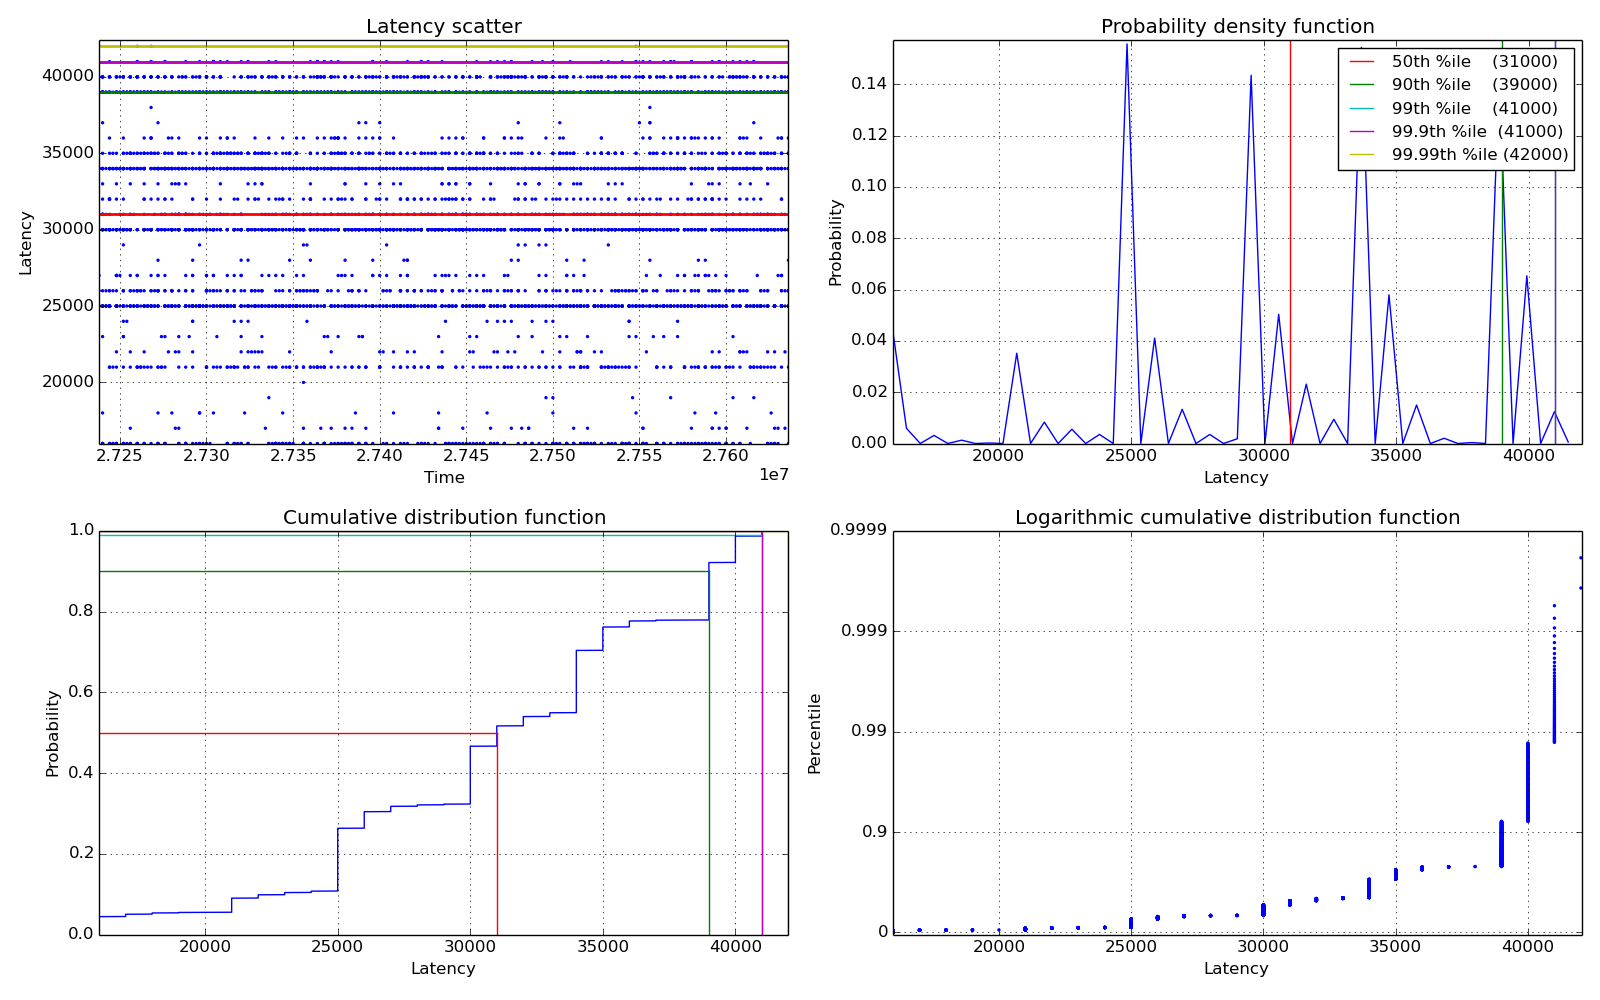 Latency scatter
40000
35000
30000
25000
20000
Latency
2.725 2.730 2.735 2.740 2.745 2.750 2.755 2.760
1e7
Time
Probability density function
0.14
0.12
0.10
0.08
0.06
0.04
0.02
0.00
Probability
50th %ile (31000)
90th %ile (39000)
99th %ile (41000)
99.9th %ile (41000)
99.99th %ile (42000)
20000 25000 30000 35000 40000
Latency
Cumulative distribution function
1.0
0.8
0.6
0.4
0.2
0.0
Probability
20000 25000 30000 35000 40000
Latency
Logarithmic cumulative distribution function
0.9999
0.999
0.99
0.9
0
Percentile
20000 25000 30000 35000 40000
Latency